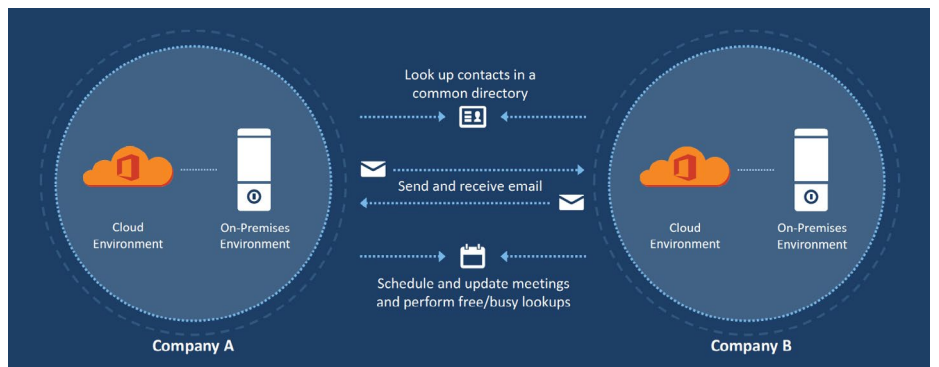 Look up contacts in a
common directory
Send and receive email
Schedule and update meetings
and perform free/busy lookups
Cloud
Environment
On-Premises
Environment
Company A
Cloud
Environment
On-Premises
Environment
Company B